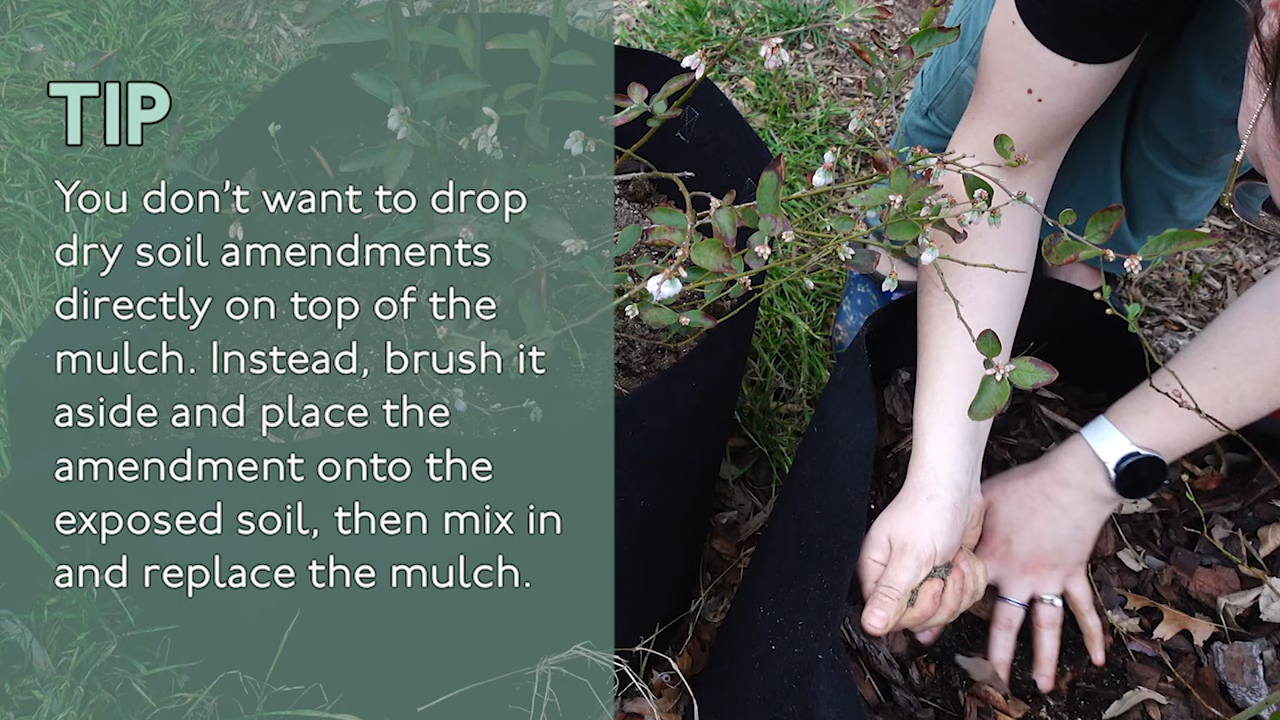 TIP
You don’t want to drop
dry soil amendments
directly on top of the
mulch. Instead, brush it
aside and place the
amendment onto the
exposed soil, then mix in
and replace the mulch.